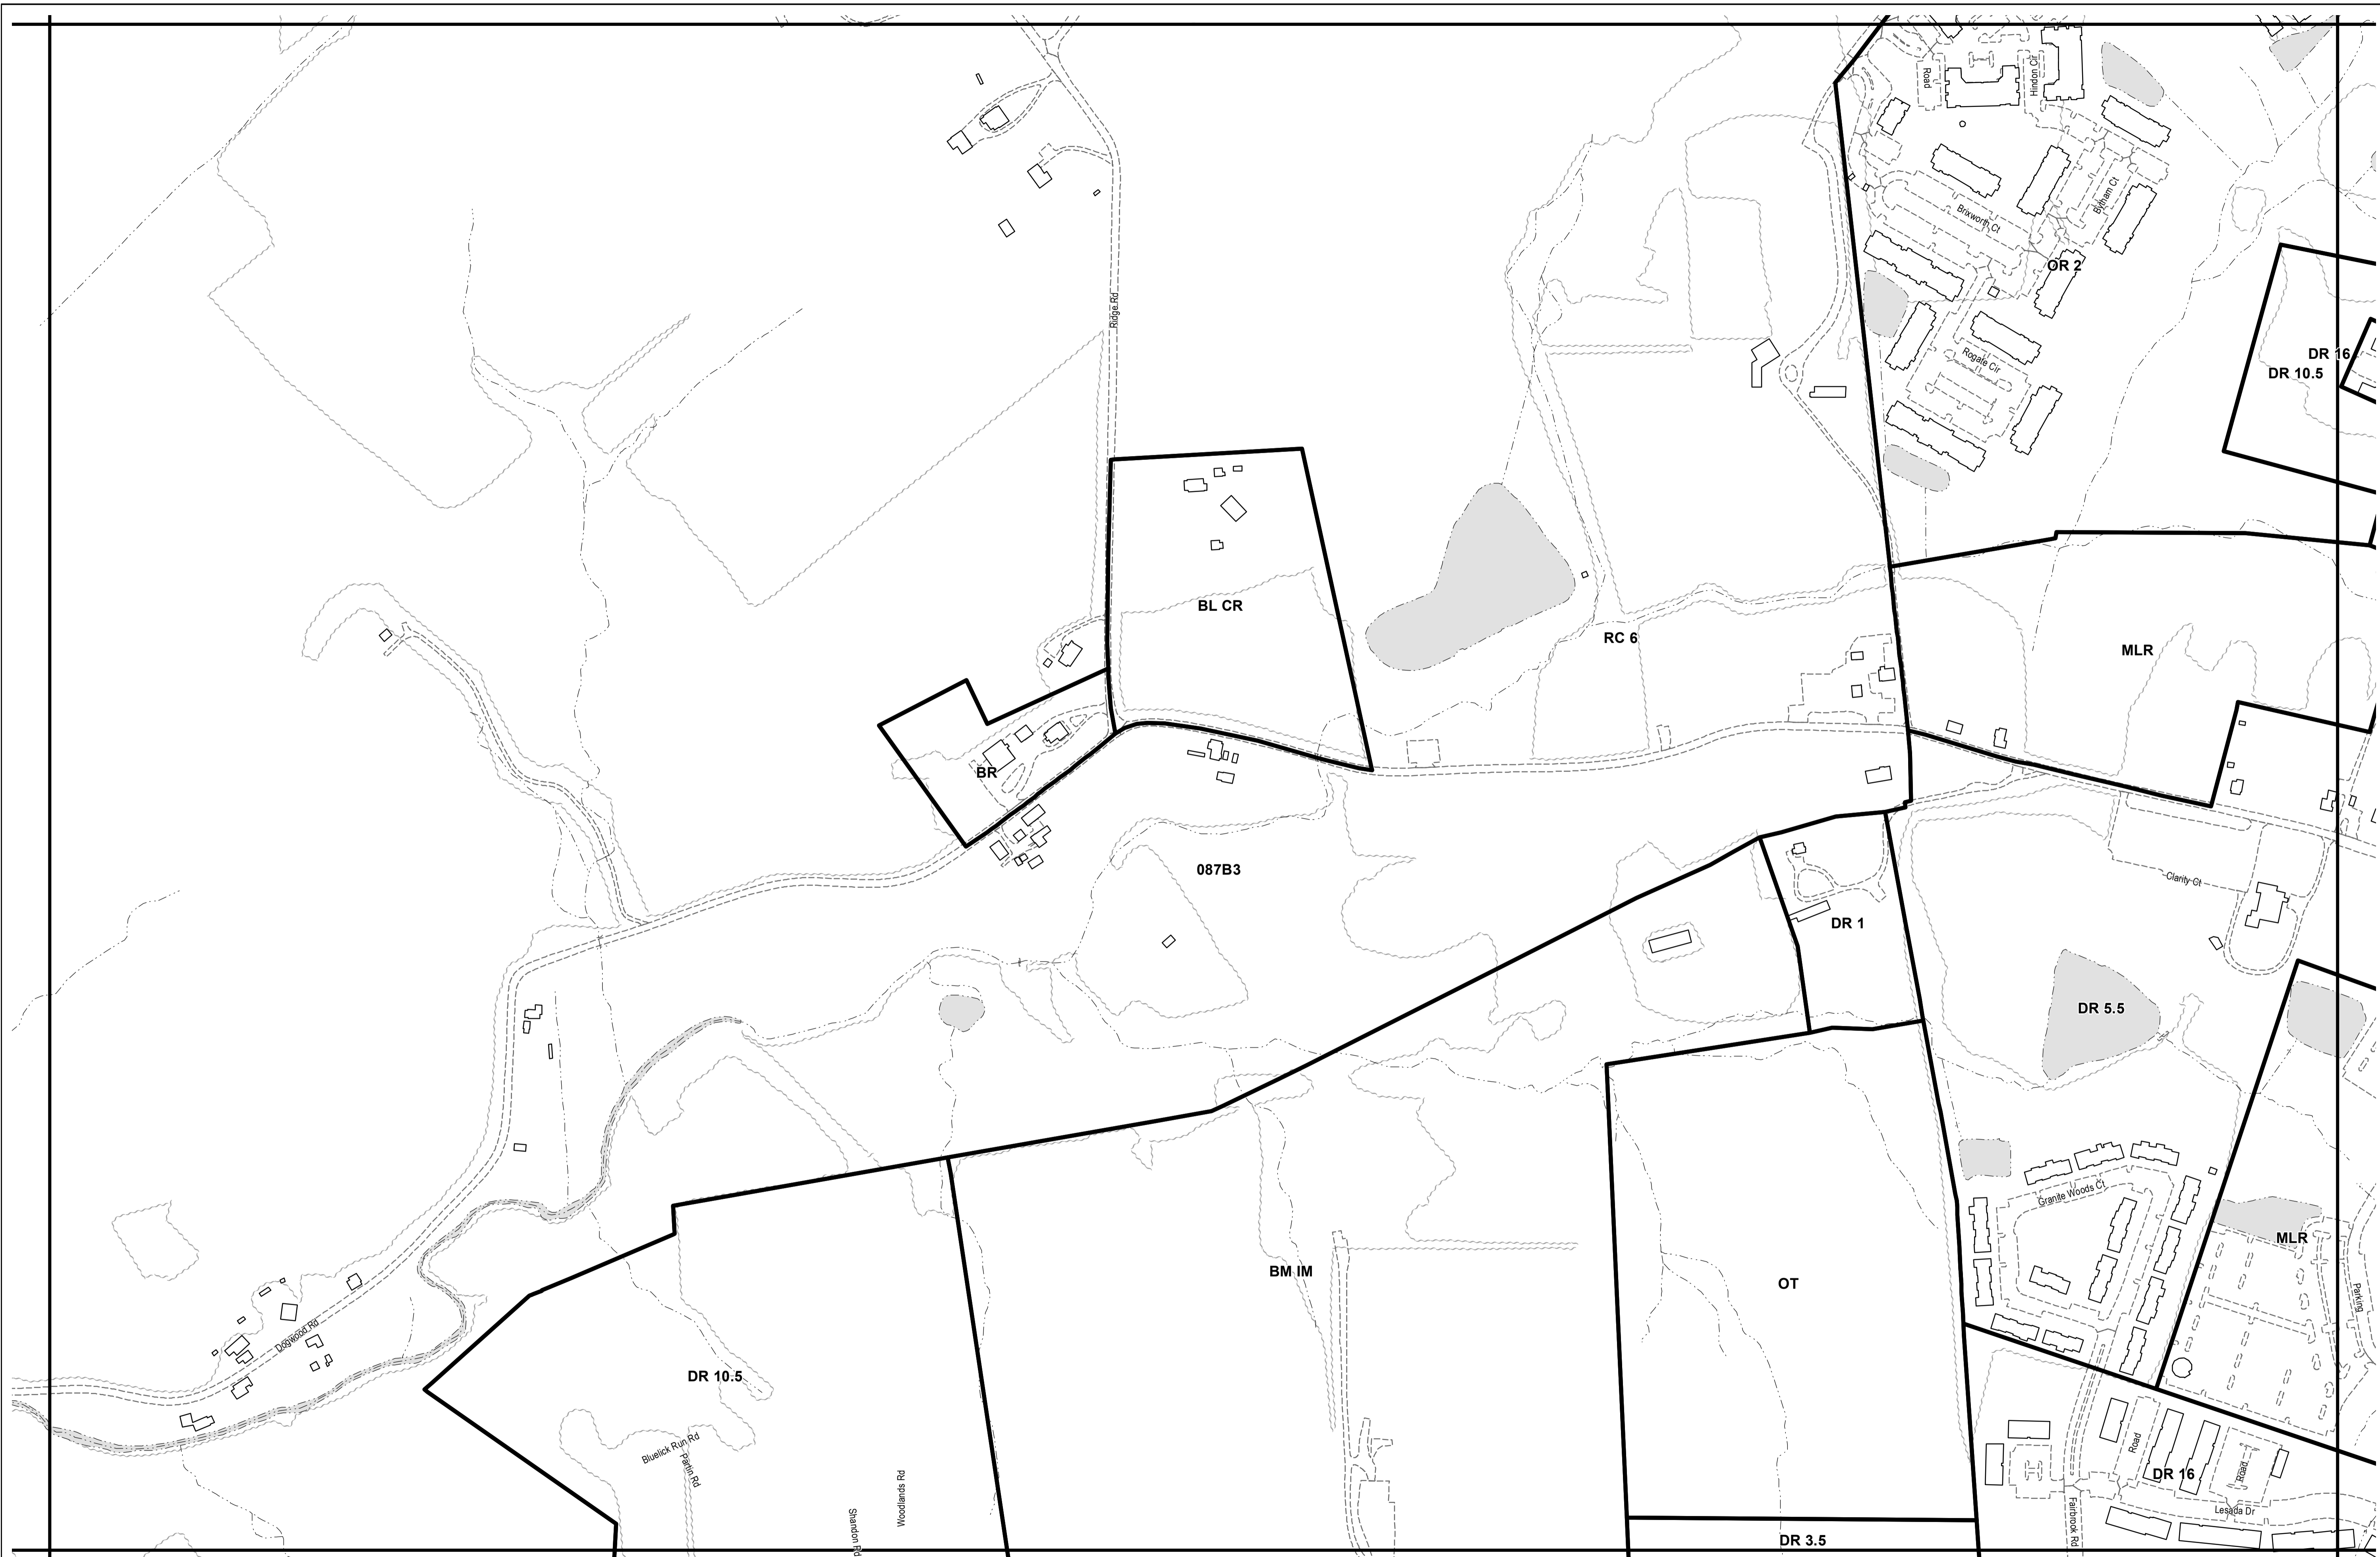 Road
Hindon Cir
Bytham Ct
Brixworth Ct
OR 2
Ridge Rd
DR 16
Rogate Cir
DR 10.5
BL CR
RC 6
MLR
BR
087B3
Clarity Ct
DR 1
DR 5.5
Granite Woods Ct
MLR
BM IM
OT
Parking
Dogwood Rd
DR 10.5
Bluelick Run Rd
Partin Rd
Road
DR 16
Road
Woodlands Rd
Shandon Rd
Fairbrook Rd
Lesada Dr
DR 3.5